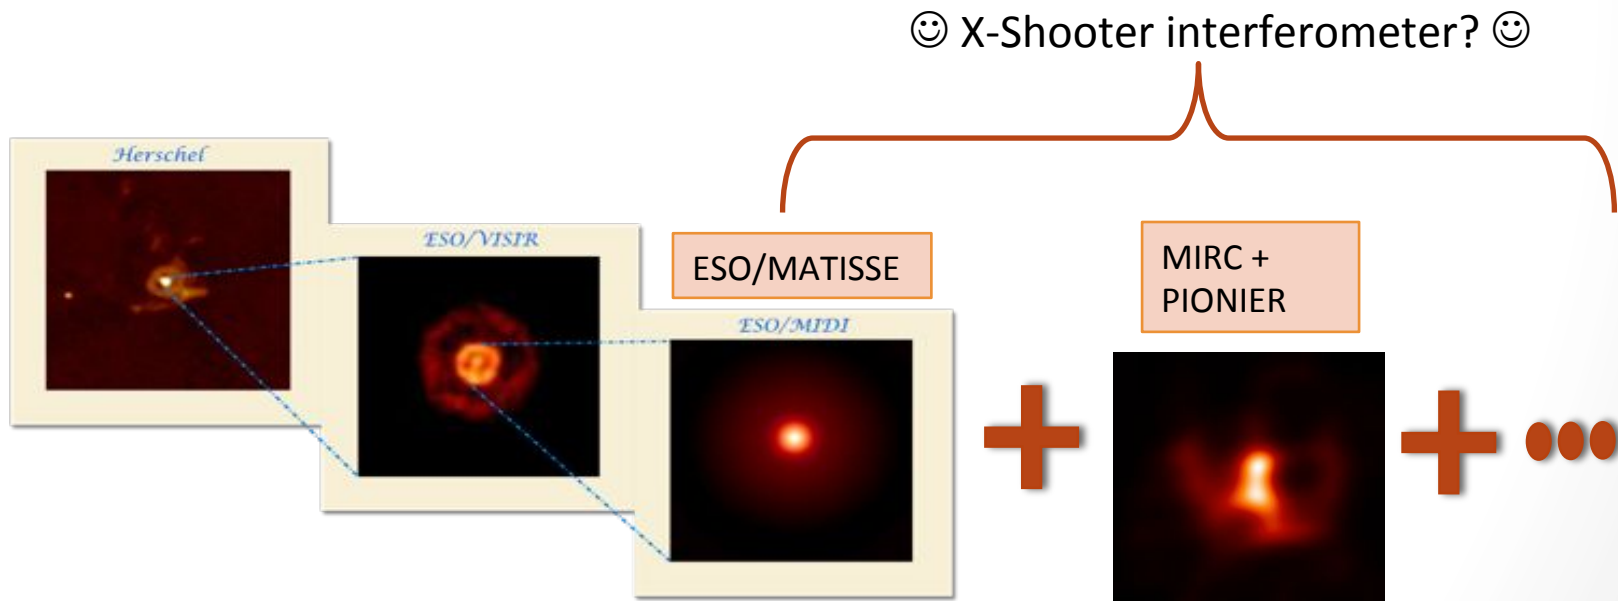 ☺ X-Shooter interferometer? ☺
Herschel
ESO/VISIR
ESO/MATISSE
ESO/MIDI
MIRC +
PIONIER